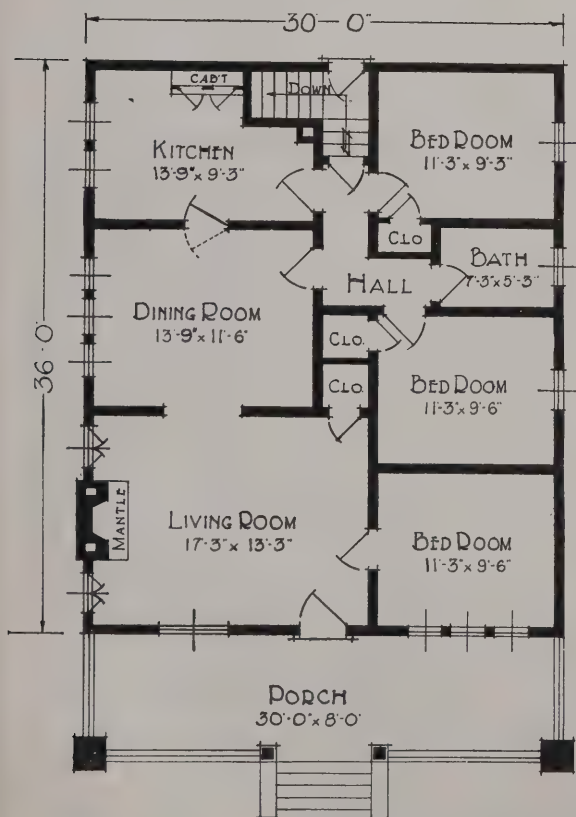 30'-0"
CAB'T
DOWN
KITCHEN
13'-9" x 9'-3"
BED ROOM
11'-3" x 9'-3"
CLO
BATH
7'-3" x 5'-3"
HALL
DINING ROOM
13'-9" x 11'-6"
36'-0"
CLO.
CLO.
BED ROOM
11'-3" x 9'-6"
MANTLE
LIVING ROOM
17'-3" x 13'-3"
BED ROOM
11'-3" x 9'-6"
PORCH
30'-0" x 8'-0"